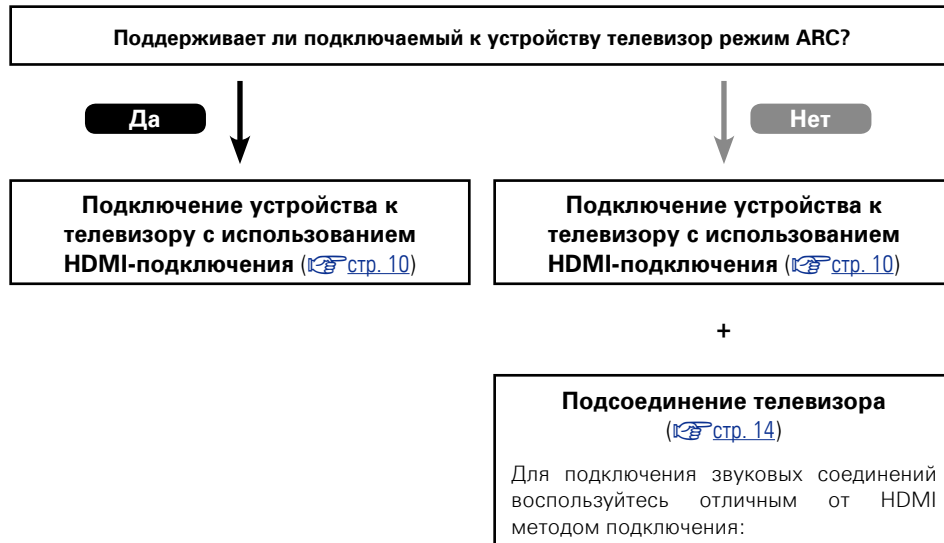 Поддерживает ли подключаемый к устройству телевизор режим ARC?
Да
Нет
Подключение устройства к
телевизору с использованием
HDMI-подключения (стр. 10)
Подключение устройства к
телевизору с использованием
HDMI-подключения (стр. 10)
+
Подсоединение телевизора
(стр. 14)
Для подключения звуковых соединений
воспользуйтесь отличным от HDMI
методом подключения: